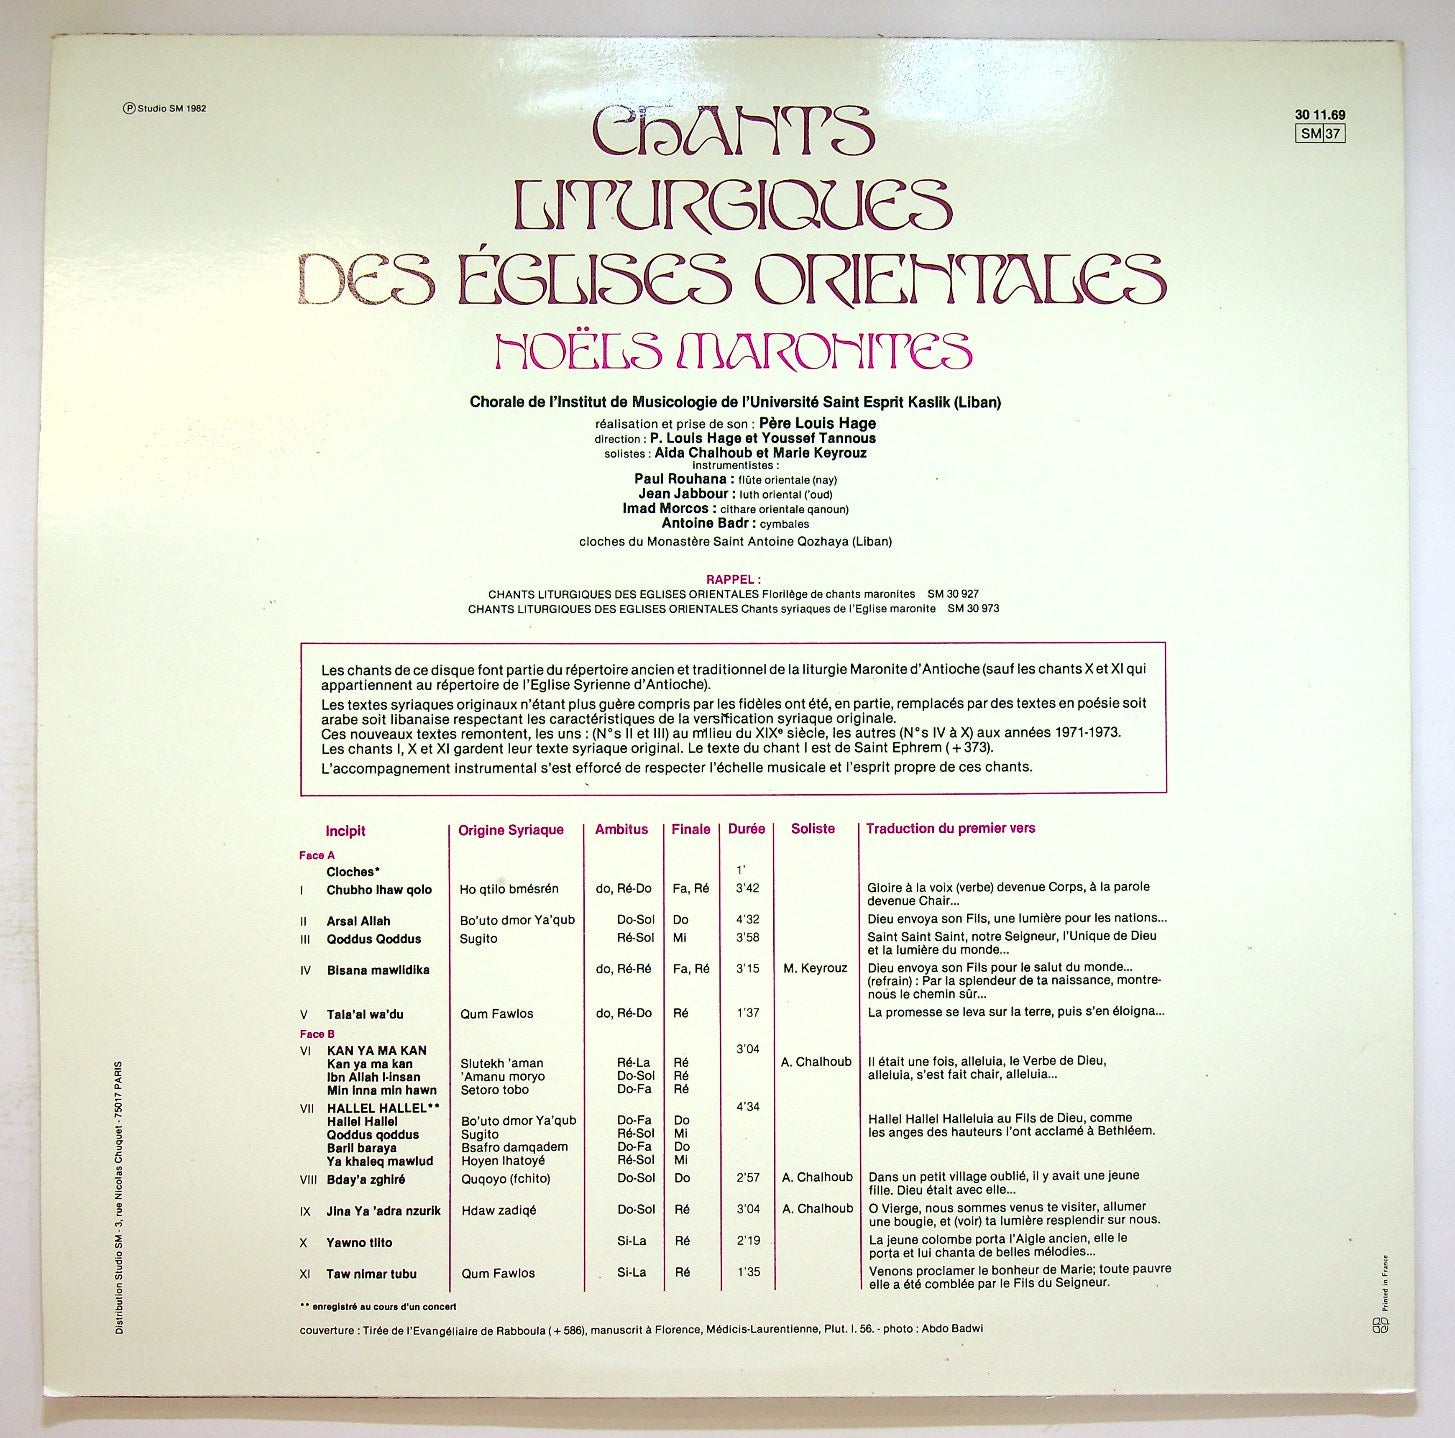 Ⓟ Studio SM 1982
30 11.69
SM 37
CHANTS
LITURGIQUES
DES ÉGLISES ORIENTALES
NOËLS MARONITES
Chorale de l'Institut de Musicologie de l'Université Saint Esprit Kaslik (Liban)
réalisation et prise de son : Père Louis Hage
direction : P. Louis Hage et Youssef Tannous
solistes : Aida Chalhoub et Marie Keyrouz
instrumentistes :
Paul Rouhana : flûte orientale (nay)
Jean Jabbour : luth oriental ('oud)
Imad Morcos : cithare orientale qanoun)
Antoine Badr : cymbales
cloches du Monastère Saint Antoine Qozhaya (Liban)
RAPPEL :
CHANTS LITURGIQUES DES EGLISES ORIENTALES Florilège de chants maronites SM 30 927
CHANTS LITURGIQUES DES EGLISES ORIENTALES Chants syriaques de l'Eglise maronite SM 30 973
Les chants de ce disque font partie du répertoire ancien et traditionnel de la liturgie Maronite d'Antioche (sauf les chants X et XI qui
appartiennent au répertoire de l'Eglise Syrienne d'Antioche).
Les textes syriaques originaux n'étant plus guère compris par les fidèles ont été, en partie, remplacés par des textes en poésie soit
arabe soit libanaise respectant les caractéristiques de la versification syriaque originale.
Ces nouveaux textes remontent, les uns : (N°s II et III) au milieu du XIXe siècle, les autres (N°s IV à X) aux années 1971-1973.
Les chants I, X et XI gardent leur texte syriaque original. Le texte du chant I est de Saint Ephrem (+373).
L'accompagnement instrumental s'est efforcé de respecter l'échelle musicale et l'esprit propre de ces chants.
Incipit Origine Syriaque Ambitus Finale Durée Soliste Traduction du premier vers
Face A
Cloches* 1'
I Chubho lhaw qolo Ho qtilo bmésrén do, Ré-Do Fa, Ré 3'42 Gloire à la voix (verbe) devenue Corps, à la parole
devenue Chair...
II Arsal Allah Bo'uto dmor Ya'qub Do-Sol Do 4'32 Dieu envoya son Fils, une lumière pour les nations...
III Qoddus Qoddus Sugito Ré-Sol Mi 3'58 Saint Saint Saint, notre Seigneur, l'Unique de Dieu
et la lumière du monde...
IV Bisana mawlidika do, Ré-Ré Fa, Ré 3'15 M. Keyrouz Dieu envoya son Fils pour le salut du monde...
(refrain) : Par la splendeur de ta naissance, montre-
nous le chemin sûr...
V Tala'al wa'du Qum Fawlos do, Ré-Do Ré 1'37 La promesse se leva sur la terre, puis s'en éloigna...
Face B
VI KAN YA MA KAN 3'04
Kan ya ma kan Slutekh 'aman Ré-La Ré A. Chalhoub Il était une fois, alleluia, le Verbe de Dieu,
Ibn Allah l-insan 'Amanu moryo Do-Sol Ré alleluia, s'est fait chair, alleluia...
Min inna min hawn Setoro tobo Do-Fa Ré
VII HALLEL HALLEL** 4'34
Hallel Hallel Bo'uto dmor Ya'qub Do-Fa Do Hallel Hallel Halleluia au Fils de Dieu, comme
Qoddus qoddus Sugito Ré-Sol Mi les anges des hauteurs l'ont acclamé à Bethléem.
Baril baraya Bsafro damqadem Do-Fa Do
Ya khaleq mawlud Hoyen lhatoyé Ré-Sol Mi
VIII Bday'a zghiré Quqoyo (fchito) Do-Sol Do 2'57 A. Chalhoub Dans un petit village oublié, il y avait une jeune
fille. Dieu était avec elle...
IX Jina Ya 'adra nzurik Hdaw zadiqé Do-Sol Ré 3'04 A. Chalhoub O Vierge, nous sommes venus te visiter, allumer
une bougie, et (voir) ta lumière resplendir sur nous.
X Yawno tlito Si-La Ré 2'19 La jeune colombe porta l'Aigle ancien, elle le
porta et lui chanta de belles mélodies...
XI Taw nimar tubu Qum Fawlos Si-La Ré 1'35 Venons proclamer le bonheur de Marie; toute pauvre
elle a été comblée par le Fils du Seigneur.
** enregistré au cours d'un concert
couverture : Tirée de l'Evangéliaire de Rabboula (+586), manuscrit à Florence, Médicis-Laurentienne, Plut. I. 56. - photo : Abdo Badwi
Distribution Studio SM - 3, rue Nicolas Chuquet - 75017 PARIS
Printed in France